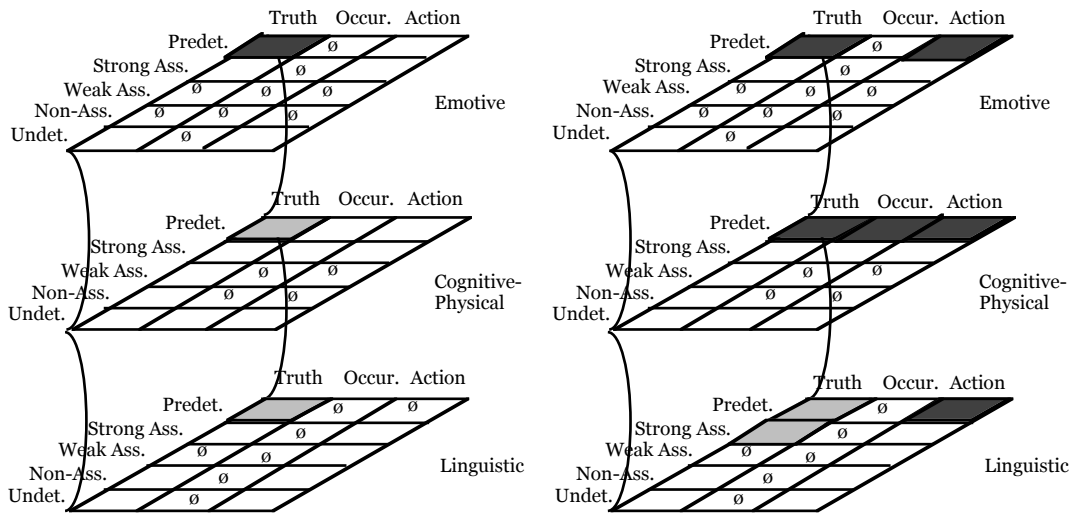 Truth Occur. Action
Predet. ø
Strong Ass. ø
Weak Ass. ø ø ø
Non-Ass. ø ø ø
Undet. ø
Emotive
Truth Occur. Action
Predet.
Strong Ass.
Weak Ass. ø ø
Non-Ass. ø ø
Undet.
Cognitive-
Physical
Truth Occur. Action
Predet. ø ø
Strong Ass. ø
Weak Ass. ø ø
Non-Ass. ø
Undet. ø
Linguistic
Truth Occur. Action
Predet. ø
Strong Ass. ø
Weak Ass. ø ø ø
Non-Ass. ø ø ø
Undet. ø
Emotive
Truth Occur. Action
Predet.
Strong Ass.
Weak Ass. ø ø
Non-Ass. ø ø
Undet.
Cognitive-
Physical
Truth Occur. Action
Predet. ø
Strong Ass. ø
Weak Ass. ø ø
Non-Ass. ø
Undet. ø
Linguistic